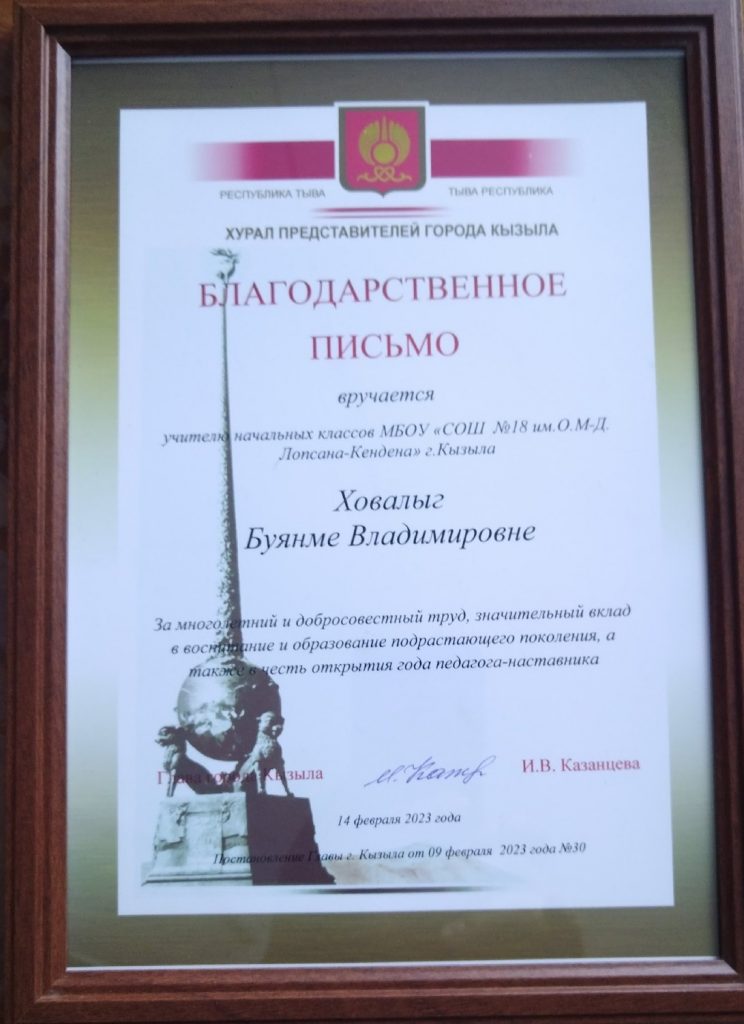 РЕСПУБЛИКА ТЫВА
ТЫВА РЕСПУБЛИКА
ХУРАЛ ПРЕДСТАВИТЕЛЕЙ ГОРОДА КЫЗЫЛА
БЛАГОДАРСТВЕННОЕ
ПИСЬМО
вручается
учителю начальных классов МБОУ «СОШ №18 им.О.М-Д.
Лопсана-Кендена» г.Кызыла
Ховалыг
Буянме Владимировне
За многолетний и добросовестный труд, значительный вклад
в воспитание и образование подрастающего поколения, а
также в честь открытия года педагога-наставника
Глава города Кызыла
И.В. Казанцева
14 февраля 2023 года
Постановление Главы г. Кызыла от 09 февраля 2023 года №30